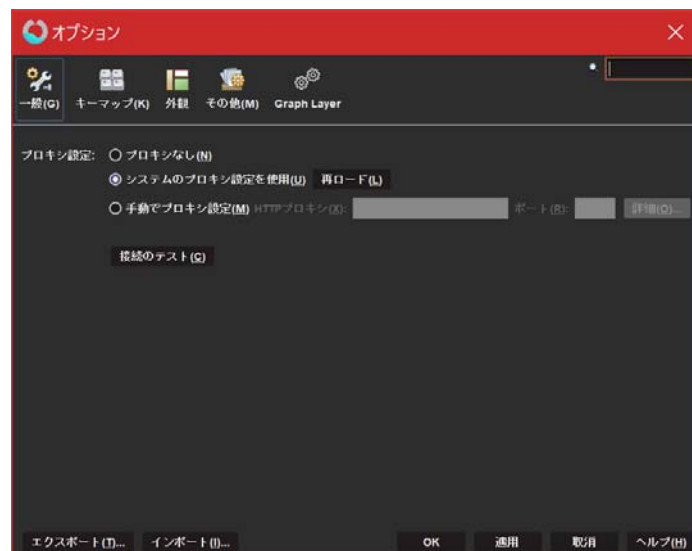 オプション
一般(G) キーマップ(K) 外観 その他(M) Graph Layer
プロキシ設定: プロキシなし(N)
システムのプロキシ設定を使用(U) 再ロード(L)
手動でプロキシ設定(M) HTTPプロキシ(X): ポート(R): 詳細(O)...
接続のテスト(C)
エクスポート(T)... インポート(I)... OK 適用 取消 ヘルプ(H)